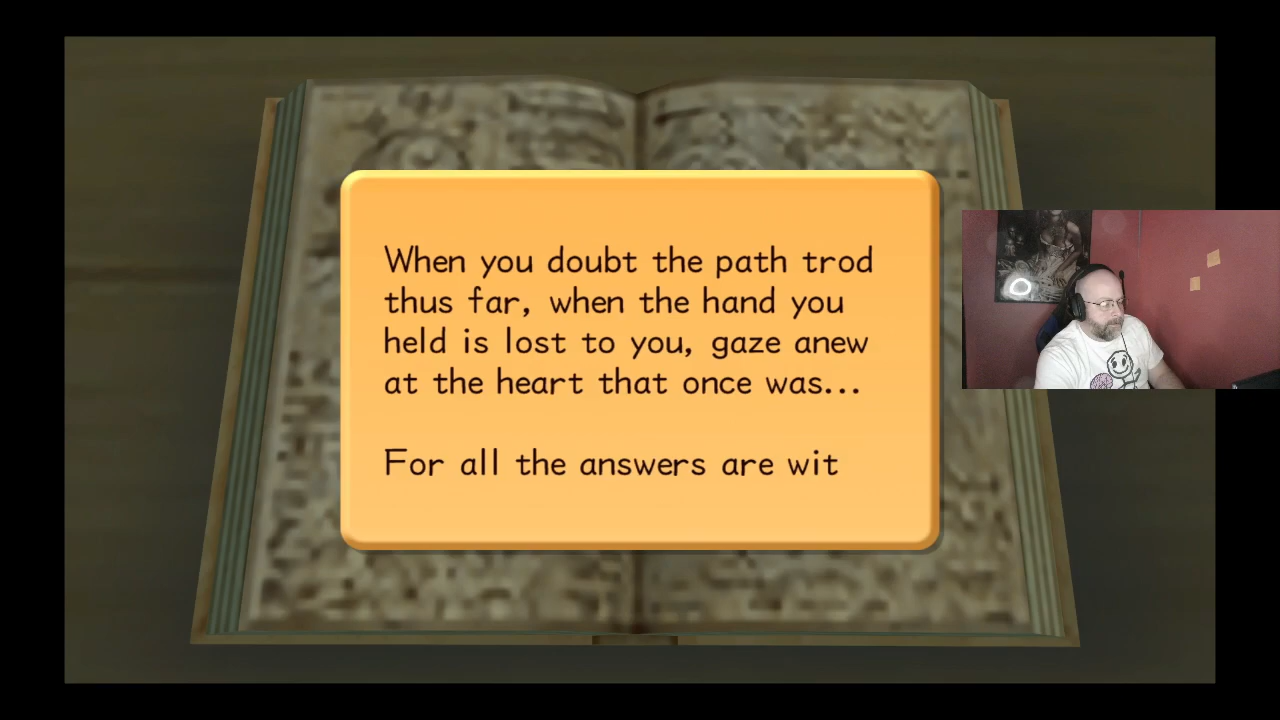 When you doubt the path trod
thus far, when the hand you
held is lost to you, gaze anew
at the heart that once was...
For all the answers are wit